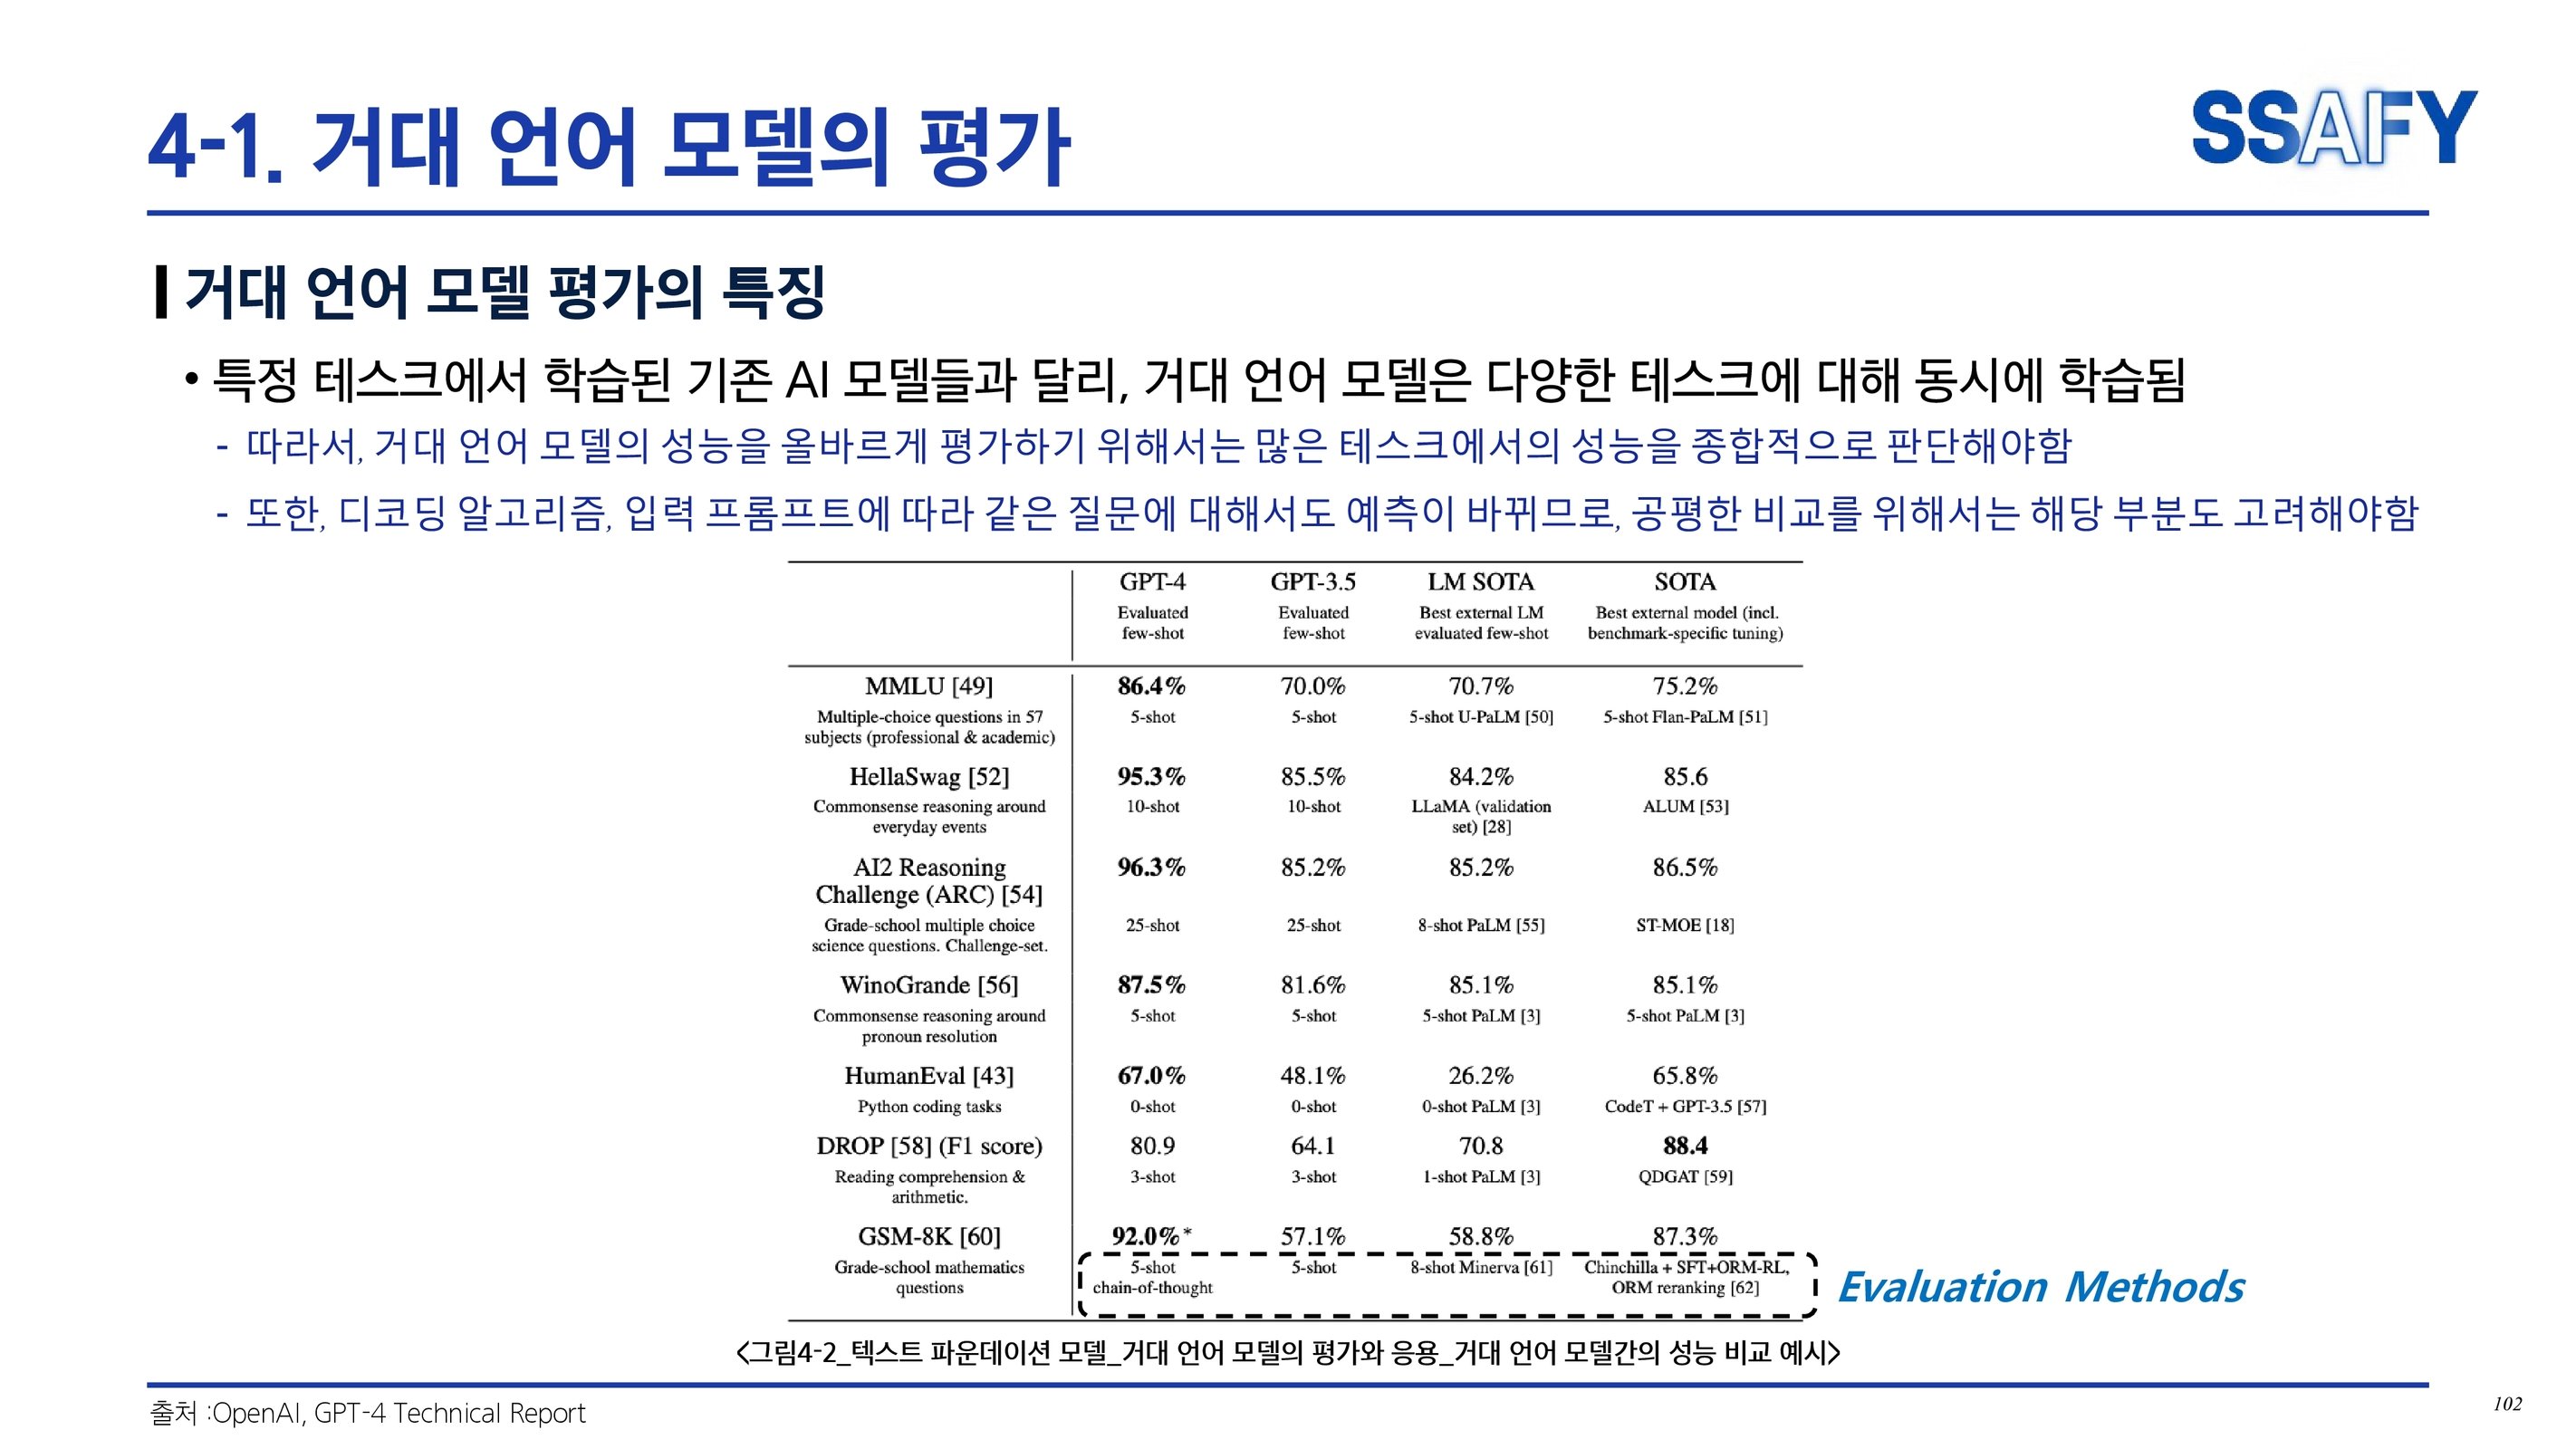 4-1. 거대 언어 모델의 평가
SSAFY
거대 언어 모델 평가의 특징
• 특정 테스크에서 학습된 기존 AI 모델들과 달리, 거대 언어 모델은 다양한 테스크에 대해 동시에 학습됨
- 따라서, 거대 언어 모델의 성능을 올바르게 평가하기 위해서는 많은 테스크에서의 성능을 종합적으로 판단해야함
- 또한, 디코딩 알고리즘, 입력 프롬프트에 따라 같은 질문에 대해서도 예측이 바뀌므로, 공평한 비교를 위해서는 해당 부분도 고려해야함
GPT-4 GPT-3.5 LM SOTA SOTA
Evaluated Evaluated Best external LM Best external model (incl.
few-shot few-shot evaluated few-shot benchmark-specific tuning)
MMLU [49] 86.4% 70.0% 70.7% 75.2%
Multiple-choice questions in 57 5-shot 5-shot 5-shot U-PaLM [50] 5-shot Flan-PaLM [51]
subjects (professional & academic)
HellaSwag [52] 95.3% 85.5% 84.2% 85.6
Commonsense reasoning around 10-shot 10-shot LLaMA (validation ALUM [53]
everyday events set) [28]
AI2 Reasoning 96.3% 85.2% 85.2% 86.5%
Challenge (ARC) [54]
Grade-school multiple choice 25-shot 25-shot 8-shot PaLM [55] ST-MOE [18]
science questions. Challenge-set.
WinoGrande [56] 87.5% 81.6% 85.1% 85.1%
Commonsense reasoning around 5-shot 5-shot 5-shot PaLM [3] 5-shot PaLM [3]
pronoun resolution
HumanEval [43] 67.0% 48.1% 26.2% 65.8%
Python coding tasks 0-shot 0-shot 0-shot PaLM [3] CodeT + GPT-3.5 [57]
DROP [58] (F1 score) 80.9 64.1 70.8 88.4
Reading comprehension & 3-shot 3-shot 1-shot PaLM [3] QDGAT [59]
arithmetic.
GSM-8K [60] 92.0%* 57.1% 58.8% 87.3%
Grade-school mathematics 5-shot 5-shot 8-shot Minerva [61] Chinchilla + SFT+ORM-RL,
questions chain-of-thought ORM reranking [62]
Evaluation Methods
<그림4-2_텍스트 파운데이션 모델_거대 언어 모델의 평가와 응용_거대 언어 모델간의 성능 비교 예시>
출처 :OpenAI, GPT-4 Technical Report
102